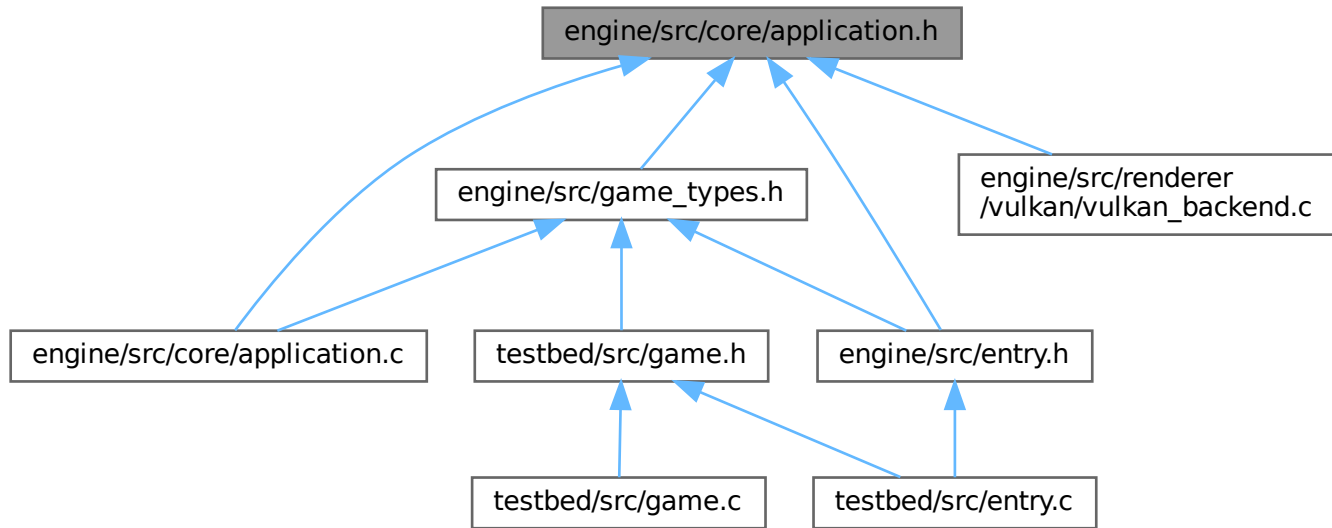 engine/src/core/application.h
engine/src/game_types.h
engine/src/renderer
/vulkan/vulkan_backend.c
engine/src/core/application.c
testbed/src/game.h
engine/src/entry.h
testbed/src/game.c
testbed/src/entry.c